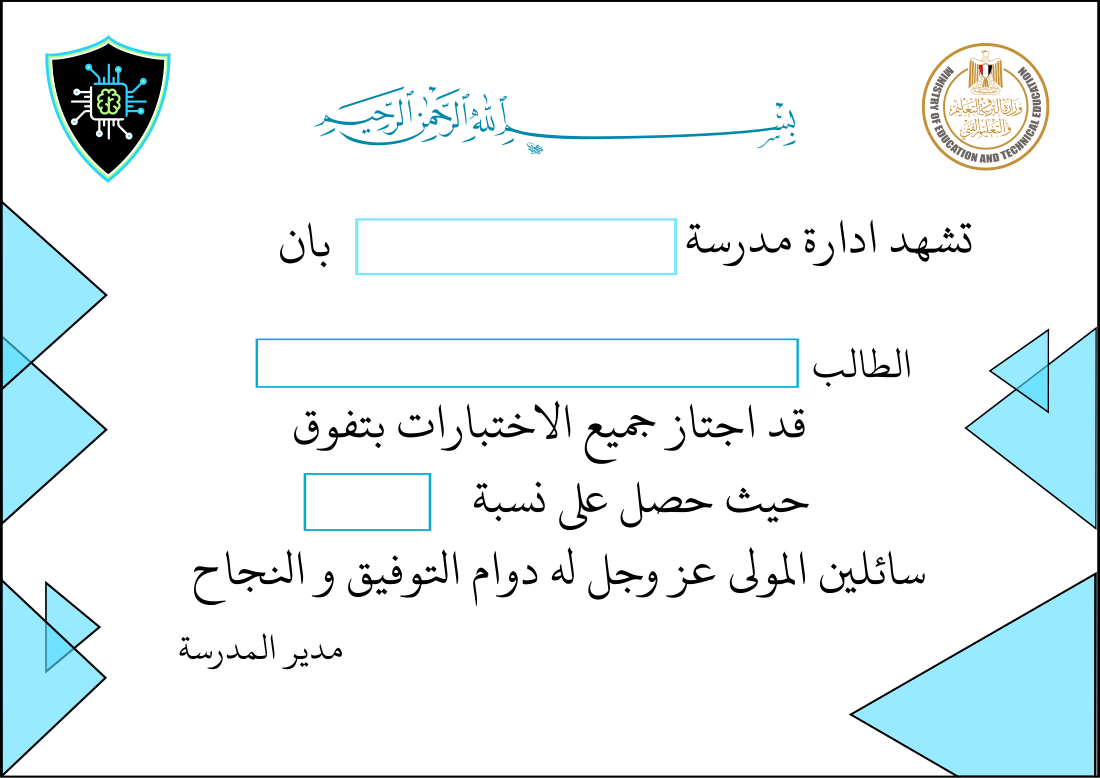 بسم الله الرحمن الرحيم
وزارة التربية والتعليم
والتعليم الفني
MINISTRY OF EDUCATION AND TECHNICAL EDUCATION
تشهد ادارة مدرسة بان
الطالب
قد اجتاز جميع الاختبارات بتفوق
حيث حصل على نسبة
سائلين المولى عز وجل له دوام التوفيق و النجاح
مدير المدرسة